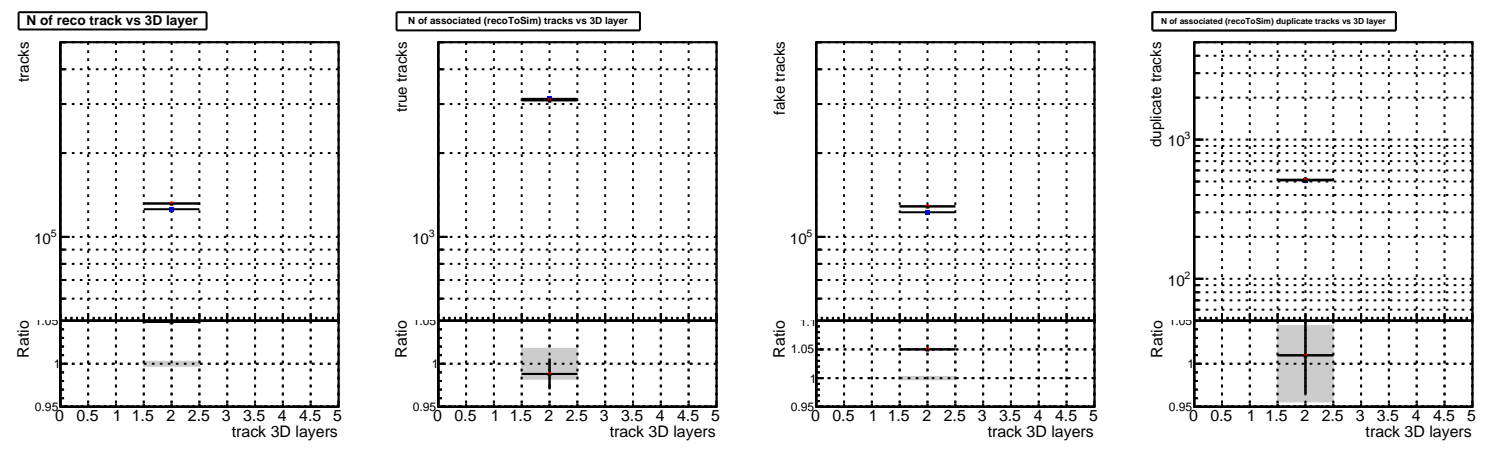 N of reco track vs 3D layer
tracks
10^5
Ratio
1.05
1
0.95
0 0.5 1 1.5 2 2.5 3 3.5 4 4.5 5
track 3D layers
N of associated (recoToSim) tracks vs 3D layer
true tracks
10^3
Ratio
1.05
1
0.95
0 0.5 1 1.5 2 2.5 3 3.5 4 4.5 5
track 3D layers
fake tracks
10^5
Ratio
1.1
1.05
1
0.95
0 0.5 1 1.5 2 2.5 3 3.5 4 4.5 5
track 3D layers
N of associated (recoToSim) duplicate tracks vs 3D layer
duplicate tracks
10^3
10^2
Ratio
1.05
1
0.95
0 0.5 1 1.5 2 2.5 3 3.5 4 4.5 5
track 3D layers